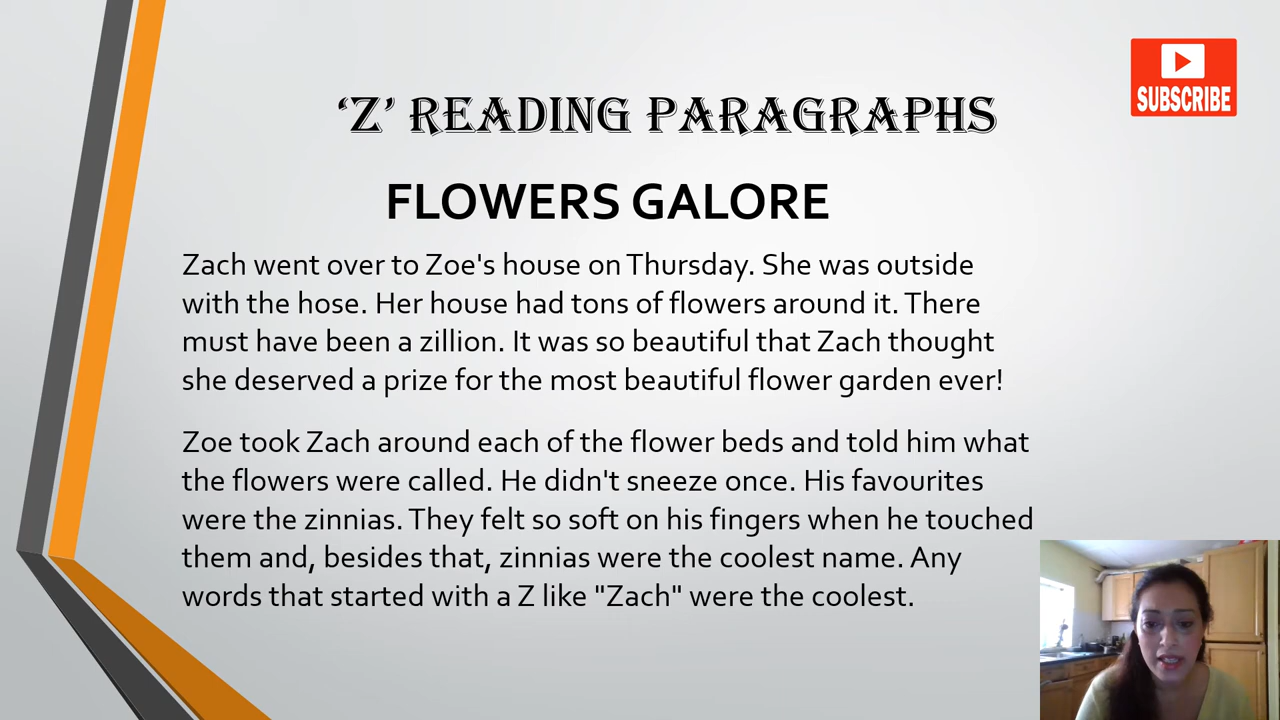 ‘Z’ READING PARAGRAPHS
SUBSCRIBE
FLOWERS GALORE
Zach went over to Zoe's house on Thursday. She was outside
with the hose. Her house had tons of flowers around it. There
must have been a zillion. It was so beautiful that Zach thought
she deserved a prize for the most beautiful flower garden ever!
Zoe took Zach around each of the flower beds and told him what
the flowers were called. He didn't sneeze once. His favourites
were the zinnias. They felt so soft on his fingers when he touched
them and, besides that, zinnias were the coolest name. Any
words that started with a Z like "Zach" were the coolest.